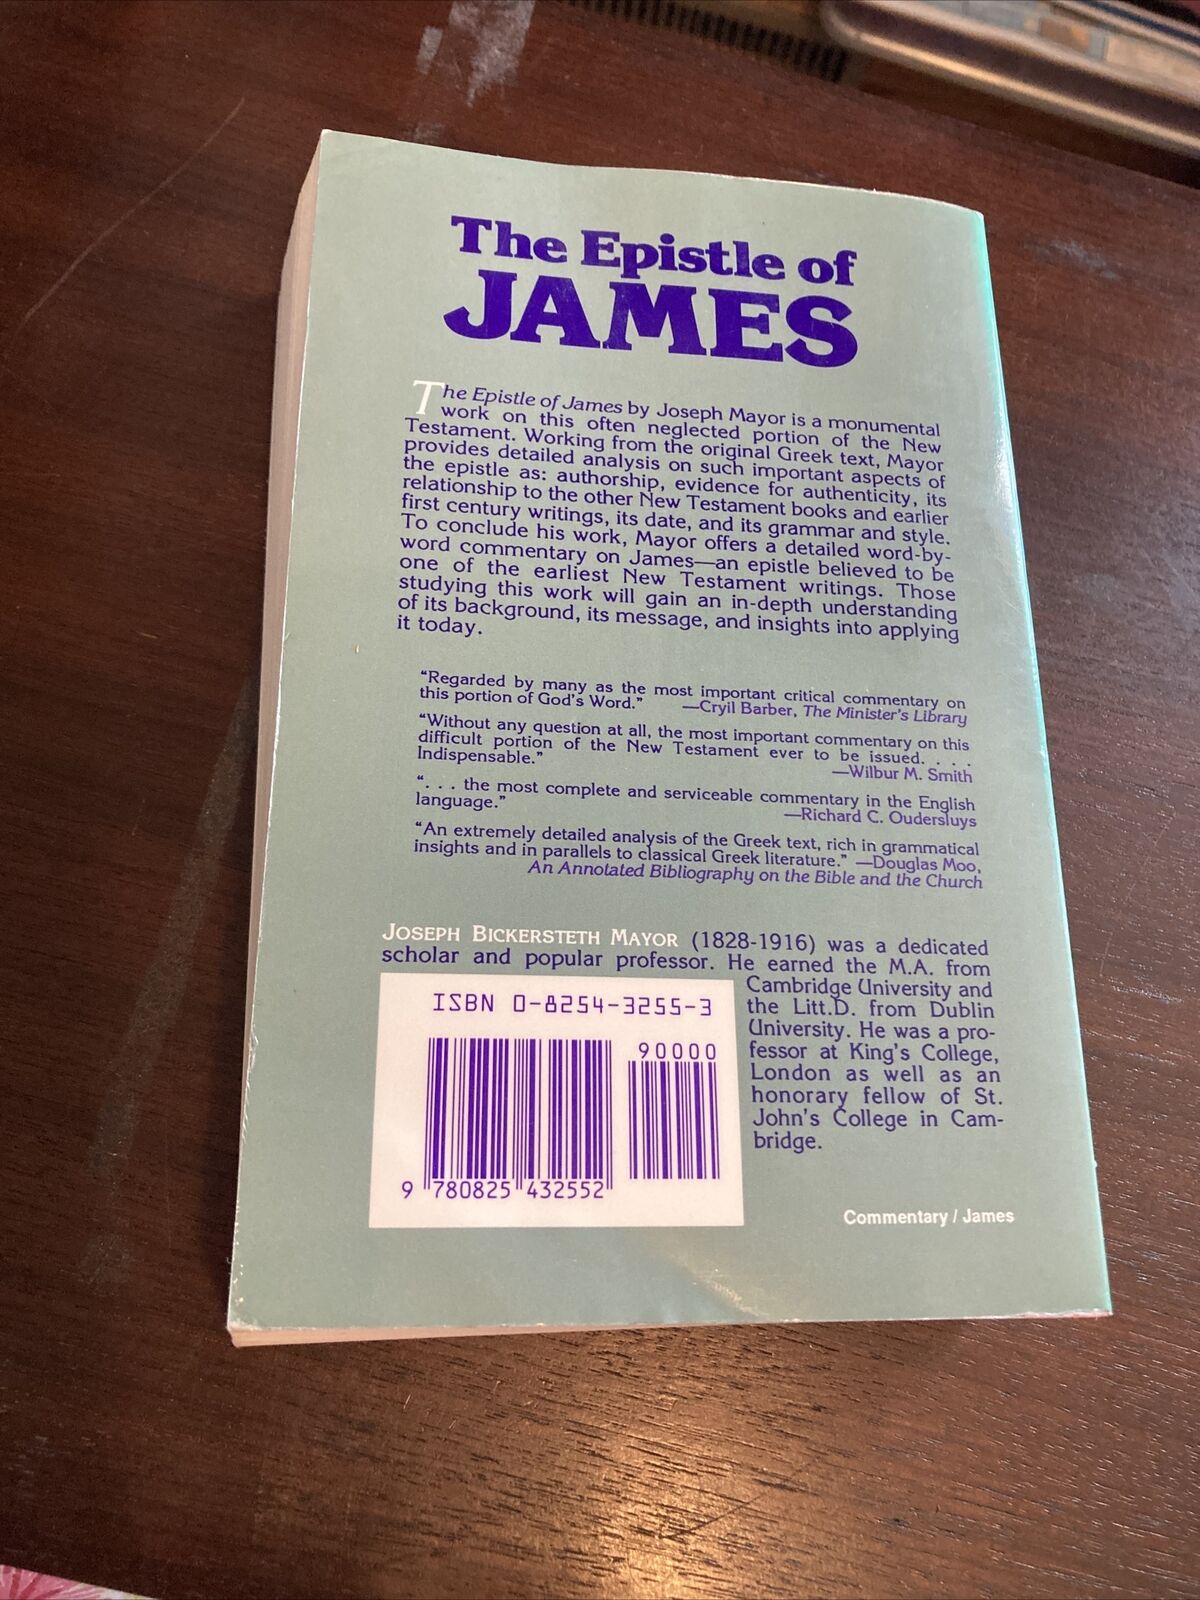 The Epistle of
JAMES
The Epistle of James by Joseph Mayor is a monumental
work on this often neglected portion of the New
Testament. Working from the original Greek text, Mayor
provides detailed analysis on such important aspects of
the epistle as: authorship, evidence for authenticity, its
relationship to the other New Testament books and earlier
first century writings, its date, and its grammar and style.
To conclude his work, Mayor offers a detailed word-by-
word commentary on James—an epistle believed to be
one of the earliest New Testament writings. Those
studying this work will gain an in-depth understanding
of its background, its message, and insights into applying
it today.
“Regarded by many as the most important critical commentary on
this portion of God’s Word.” —Cryil Barber, The Minister’s Library
“Without any question at all, the most important commentary on this
difficult portion of the New Testament ever to be issued. . . .
Indispensable.” —Wilbur M. Smith
“. . . the most complete and serviceable commentary in the English
language.” —Richard C. Oudersluys
“An extremely detailed analysis of the Greek text, rich in grammatical
insights and in parallels to classical Greek literature.” —Douglas Moo,
An Annotated Bibliography on the Bible and the Church
JOSEPH BICKERSTETH MAYOR (1828-1916) was a dedicated
scholar and popular professor. He earned the M.A. from
Cambridge University and
the Litt.D. from Dublin
University. He was a pro-
fessor at King’s College,
London as well as an
honorary fellow of St.
John’s College in Cam-
bridge.
ISBN 0-8254-3255-3
90000
9 780825 432552
Commentary / James